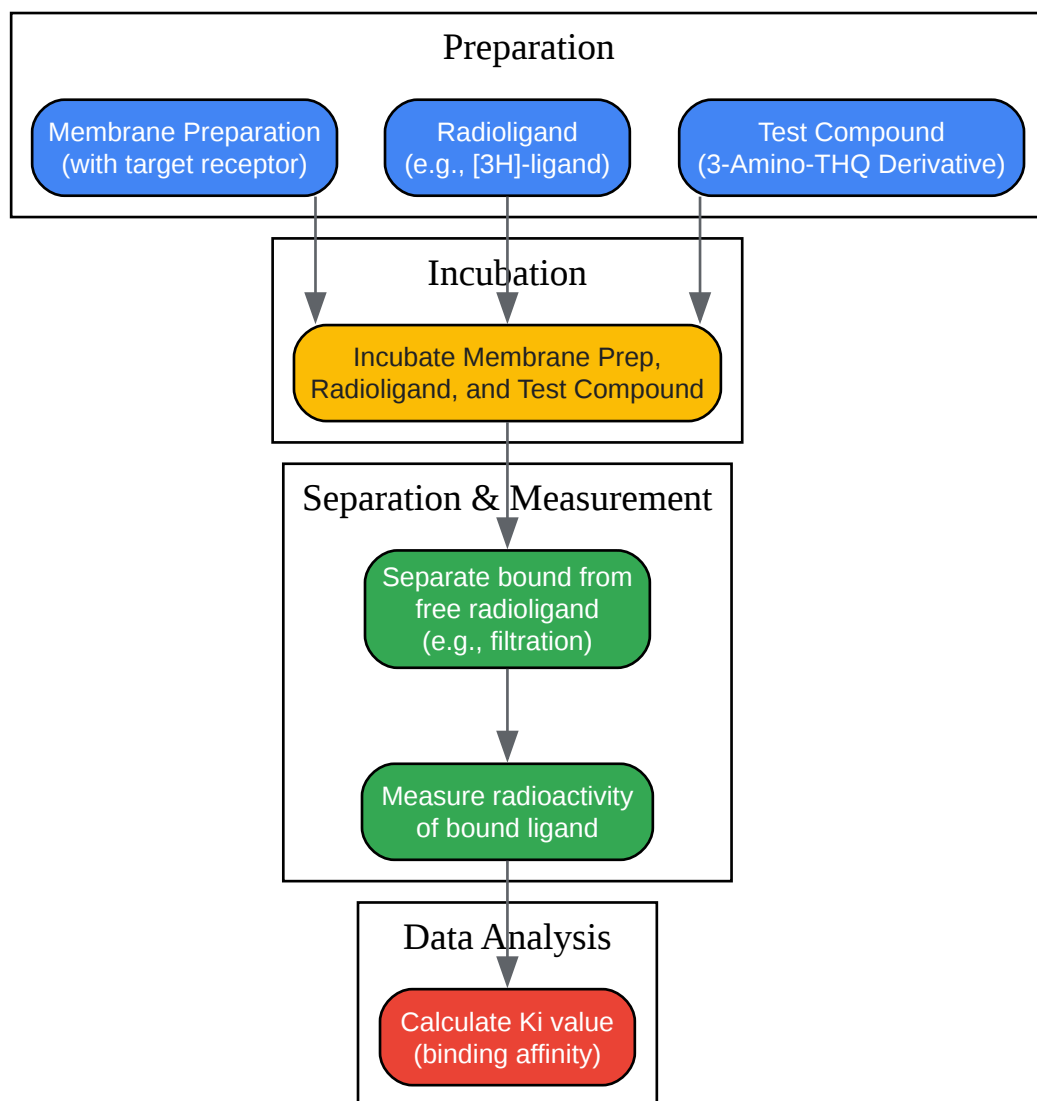 Preparation
Membrane Preparation
(with target receptor)
Radioligand
(e.g., [3H]-ligand)
Test Compound
(3-Amino-THQ Derivative)
Incubation
Incubate Membrane Prep,
Radioligand, and Test Compound
Separation & Measurement
Separate bound from
free radioligand
(e.g., filtration)
Measure radioactivity
of bound ligand
Data Analysis
Calculate Ki value
(binding affinity)